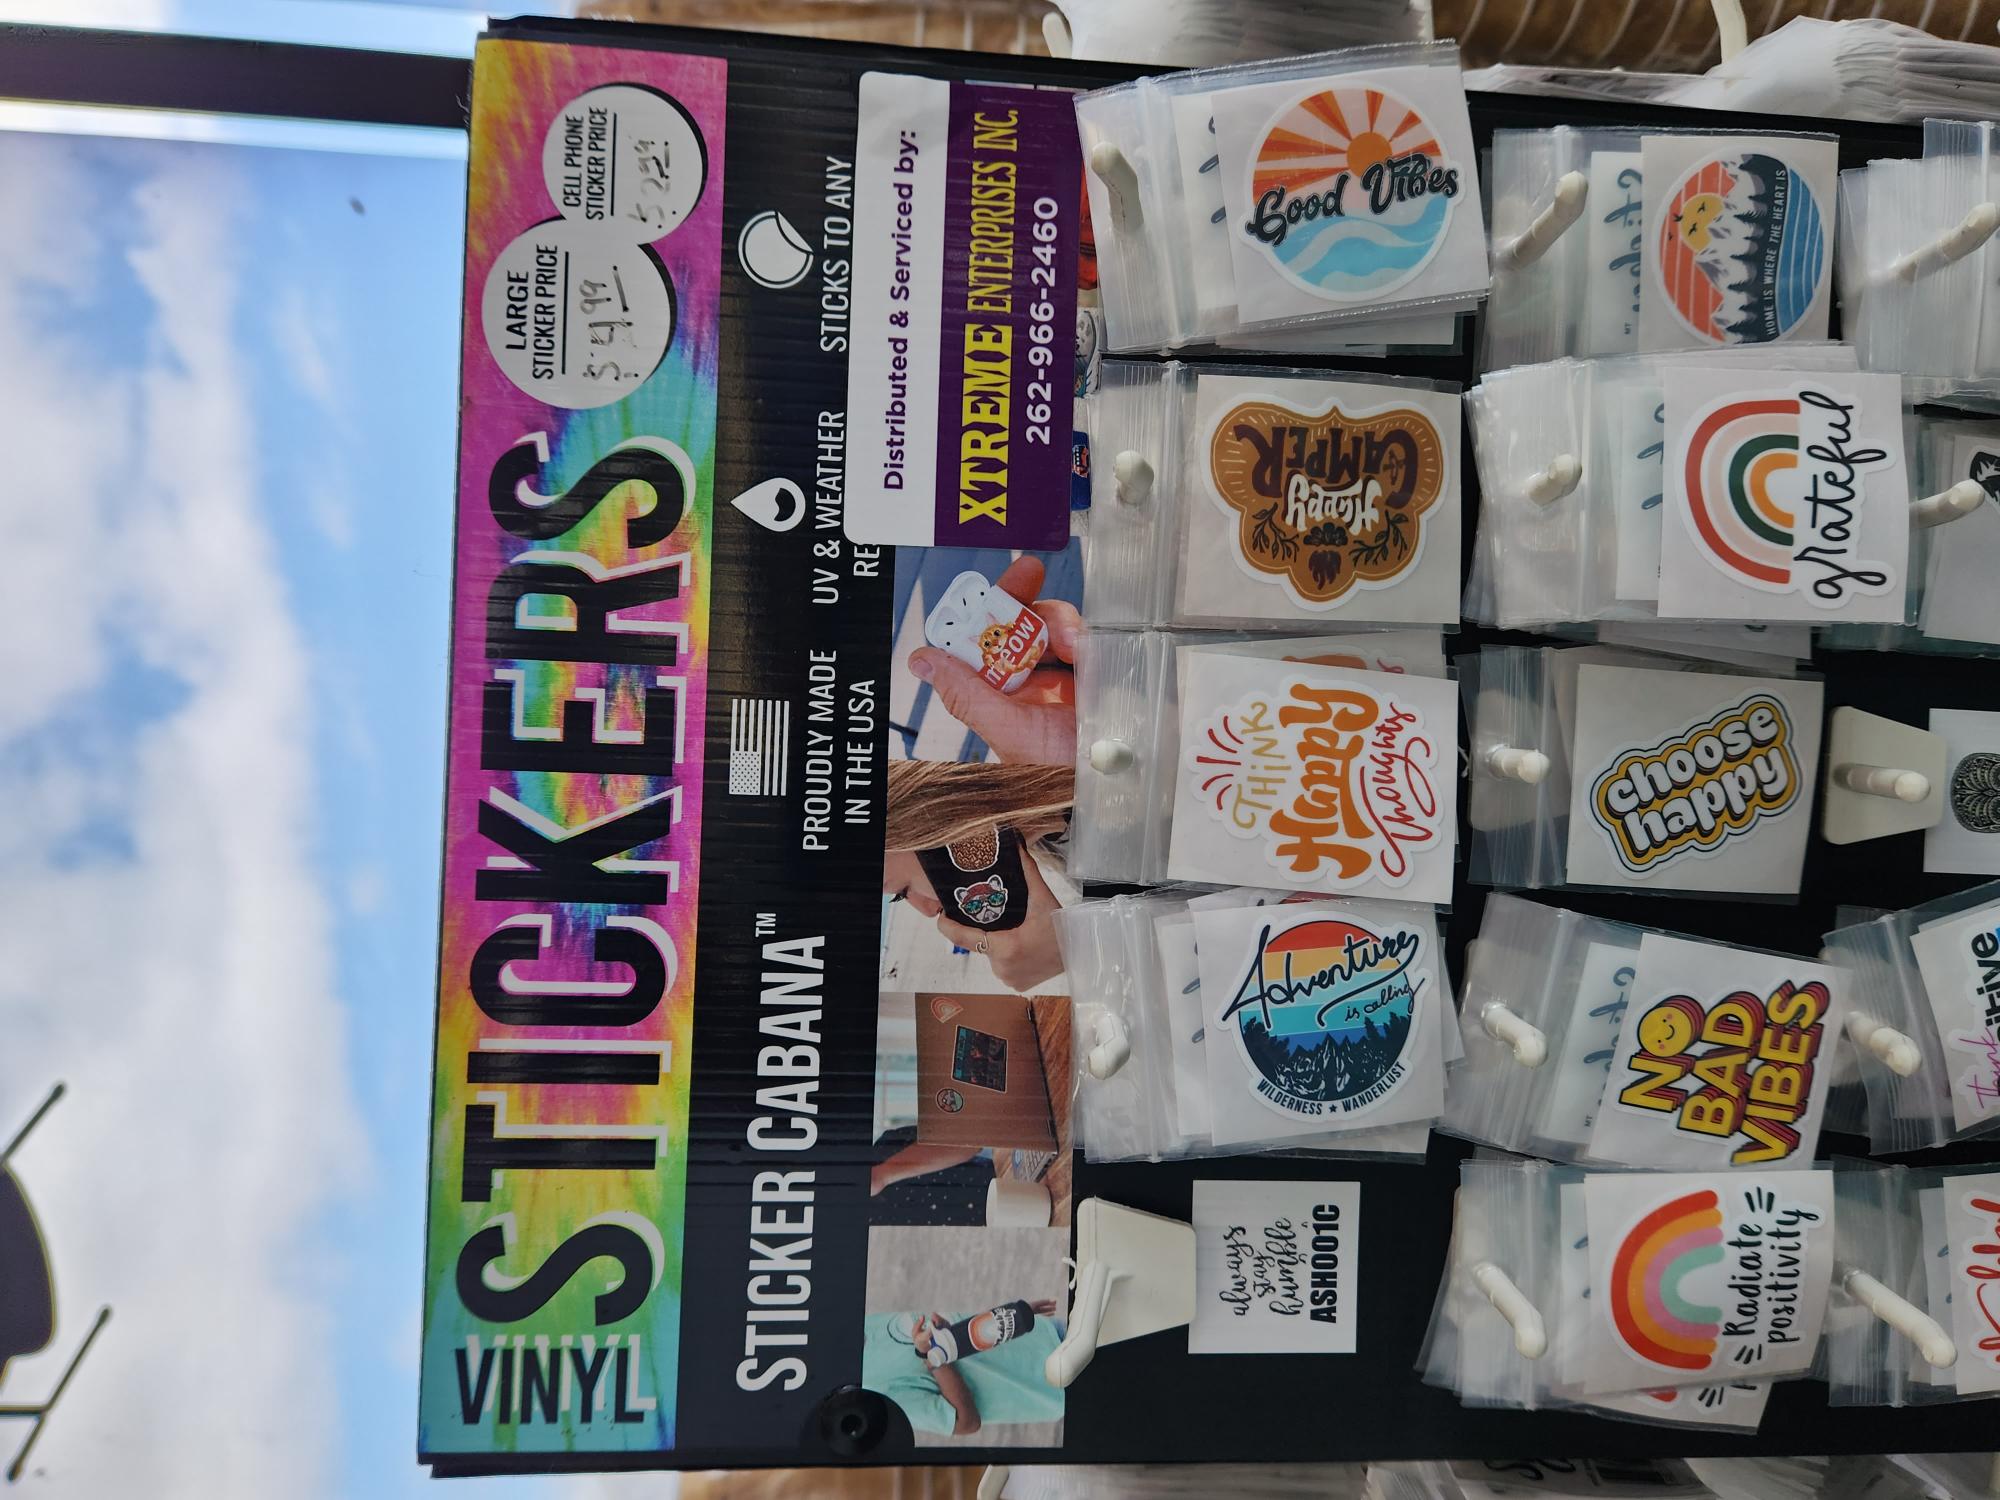 VINYL
STICKERS
LARGE
STICKER PRICE
$4.99
CELL PHONE
STICKER PRICE
$2.99
STICKER CABANA™
PROUDLY MADE
IN THE USA
UV & WEATHER
STICKS TO ANY
Radiate
positivity
meow
Distributed & Serviced by:
XTREME ENTERPRISES INC.
262-966-2460
always
stay
humble
ASH001C
Adventure
is calling
WILDERNESS ★ WANDERLUST
THINK
Happy
Thoughts
Happy
CAMPER
Good Vibes
Radiate
positivity
NO
BAD
VIBES
choose
happy
grateful
HOME IS WHERE THE HEART IS
think